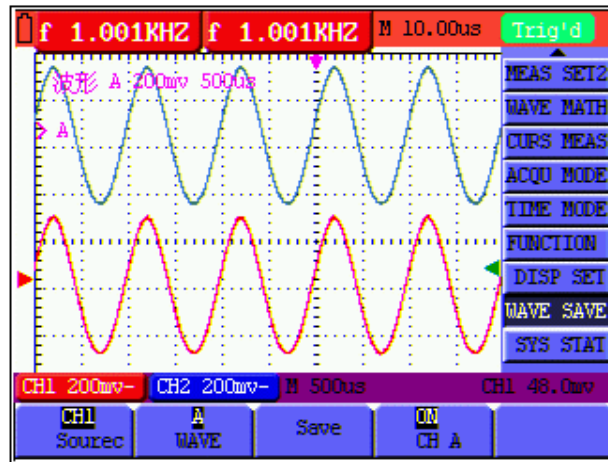 f 1.001KHZ f 1.001KHZ M 10.00us Trig'd
波形 A 200mv 500us
A
MEAS SET2
WAVE MATH
CURS MEAS
ACQU MODE
TIME MODE
FUNCTION
DISP SET
WAVE SAVE
SYS STAT
CH1 200mv- CH2 200mv- M 500us CH1 48.0mv
CH1 A Save ON
Sourec WAVE CH A